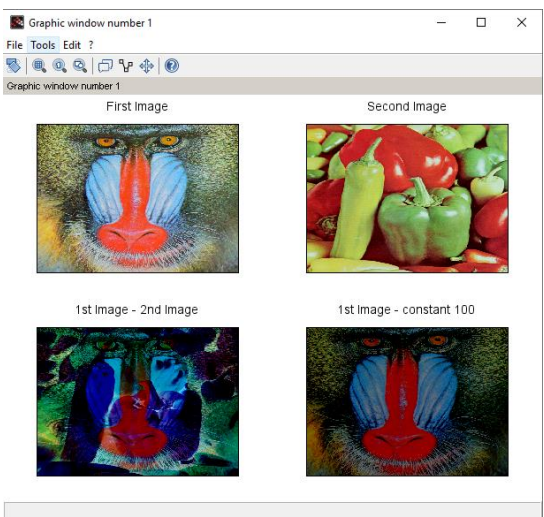 Graphic window number 1
File Tools Edit ?
Graphic window number 1
First Image
Second Image
1st Image - 2nd Image
1st Image - constant 100